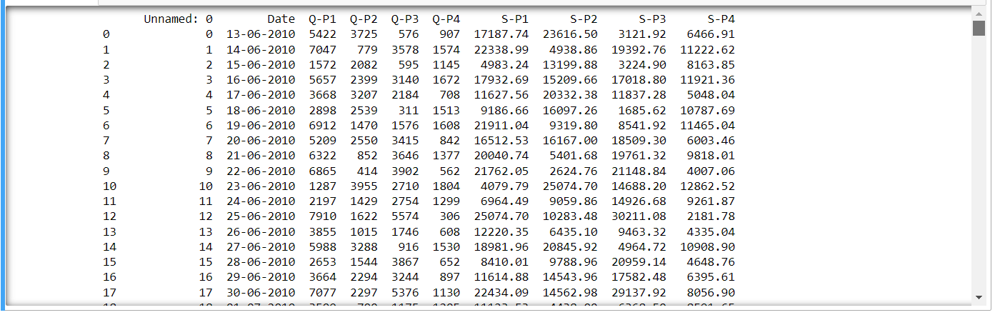 Unnamed: 0 Date Q-P1 Q-P2 Q-P3 Q-P4 S-P1 S-P2 S-P3 S-P4
0 0 13-06-2010 5422 3725 576 907 17187.74 23616.50 3121.92 6466.91
1 1 14-06-2010 7047 779 3578 1574 22338.99 4938.86 19392.76 11222.62
2 2 15-06-2010 1572 2082 595 1145 4983.24 13199.88 3224.90 8163.85
3 3 16-06-2010 5657 2399 3140 1672 17932.69 15209.66 17018.80 11921.36
4 4 17-06-2010 3668 3207 2184 708 11627.56 20332.38 11837.28 5048.04
5 5 18-06-2010 2898 2539 311 1513 9186.66 16097.26 1685.62 10787.69
6 6 19-06-2010 6912 1470 1576 1608 21911.04 9319.80 8541.92 11465.04
7 7 20-06-2010 5209 2550 3415 842 16512.53 16167.00 18509.30 6003.46
8 8 21-06-2010 6322 852 3646 1377 20040.74 5401.68 19761.32 9818.01
9 9 22-06-2010 6865 414 3902 562 21762.05 2624.76 21148.84 4007.06
10 10 23-06-2010 1287 3955 2710 1804 4079.79 25074.70 14688.20 12862.52
11 11 24-06-2010 2197 1429 2754 1299 6964.49 9059.86 14926.68 9261.87
12 12 25-06-2010 7910 1622 5574 306 25074.70 10283.48 30211.08 2181.78
13 13 26-06-2010 3855 1015 1746 608 12220.35 6435.10 9463.32 4335.04
14 14 27-06-2010 5988 3288 916 1530 18981.96 20845.92 4964.72 10908.90
15 15 28-06-2010 2653 1544 3867 652 8410.01 9788.96 20959.14 4648.76
16 16 29-06-2010 3664 2294 3244 897 11614.88 14543.96 17582.48 6395.61
17 17 30-06-2010 7077 2297 5376 1130 22434.09 14562.98 29137.92 8056.90